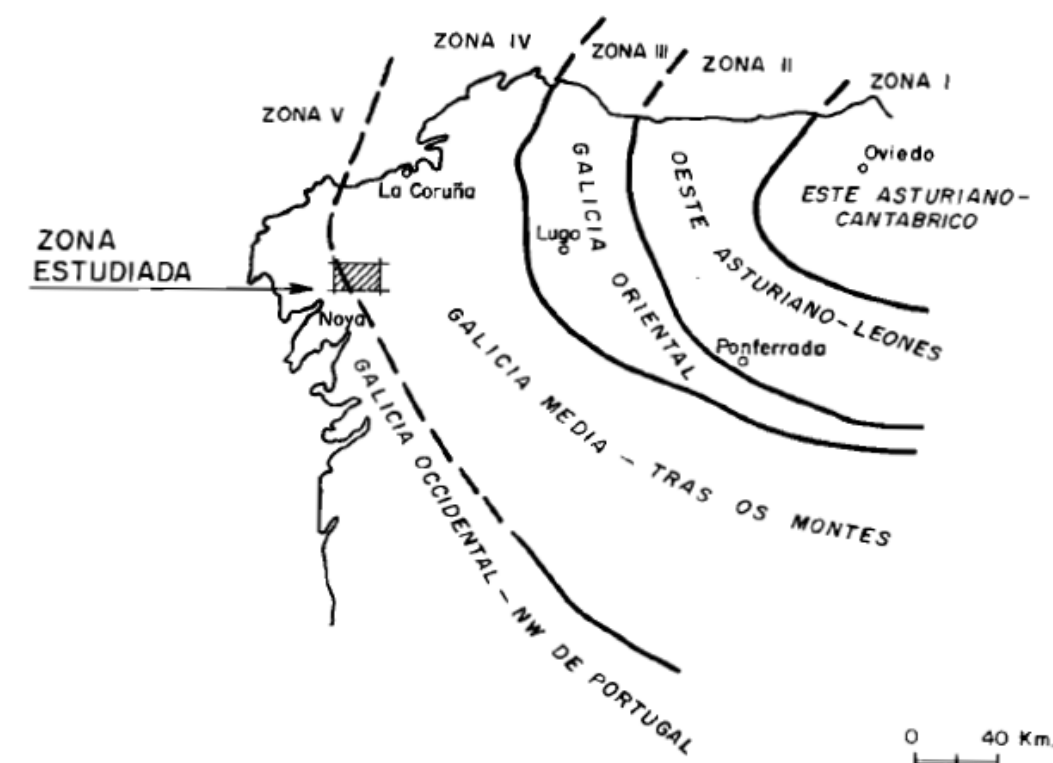 ZONA IV
ZONA III
ZONA II
ZONA I
ZONA V
Oviedo
ESTE ASTURIANO-
CANTABRICO
La Coruña
ZONA
ESTUDIADA
Lugo
Noya
Ponferrada
GALICIA ORIENTAL
OESTE ASTURIANO-LEONES
GALICIA MEDIA - TRAS OS MONTES
GALICIA OCCIDENTAL - NW DE PORTUGAL
0 40 Km.